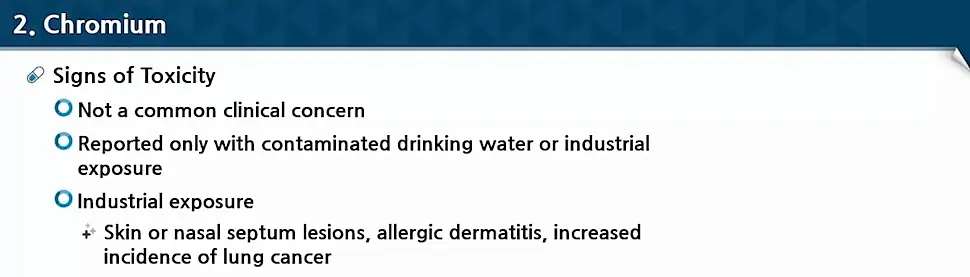 2. Chromium
Signs of Toxicity
Not a common clinical concern
Reported only with contaminated drinking water or industrial
exposure
Industrial exposure
Skin or nasal septum lesions, allergic dermatitis, increased
incidence of lung cancer